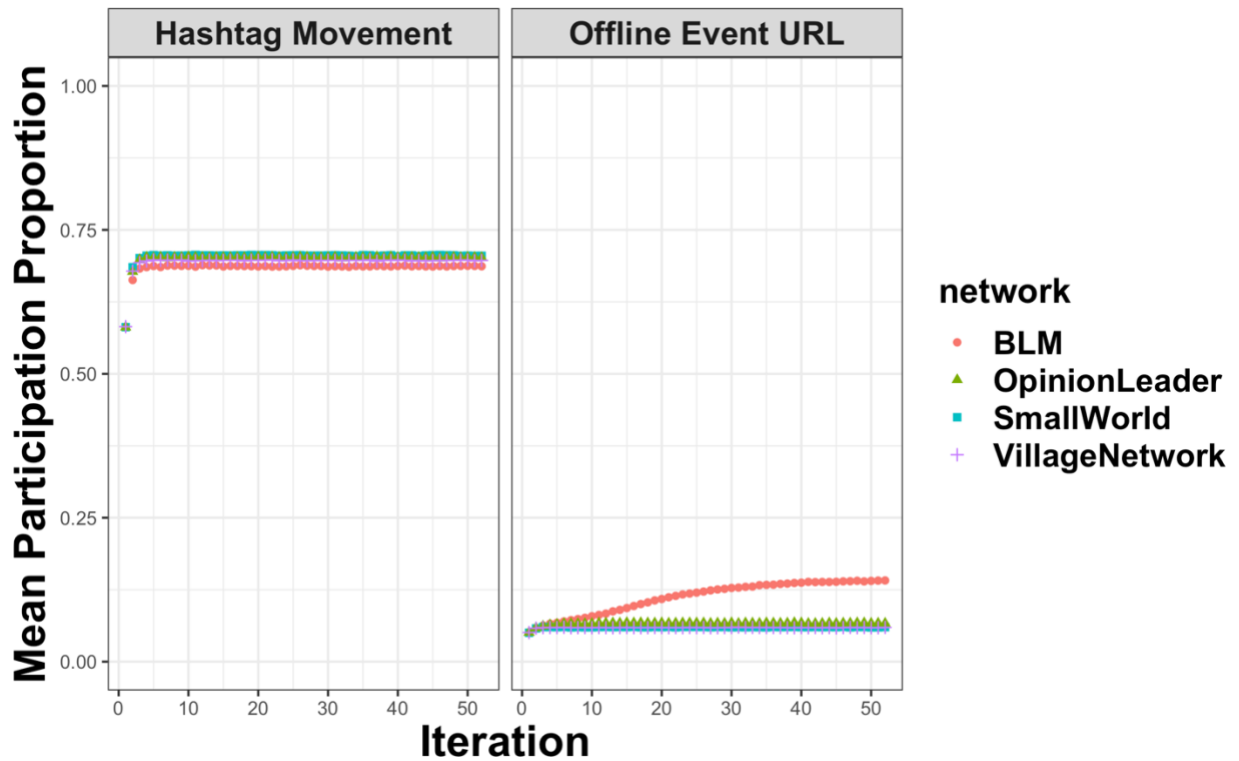 Hashtag Movement
Offline Event URL
Mean Participation Proportion
1.00
0.75
0.50
0.25
0.00
0 10 20 30 40 50
0 10 20 30 40 50
Iteration
network
BLM
OpinionLeader
SmallWorld
VillageNetwork